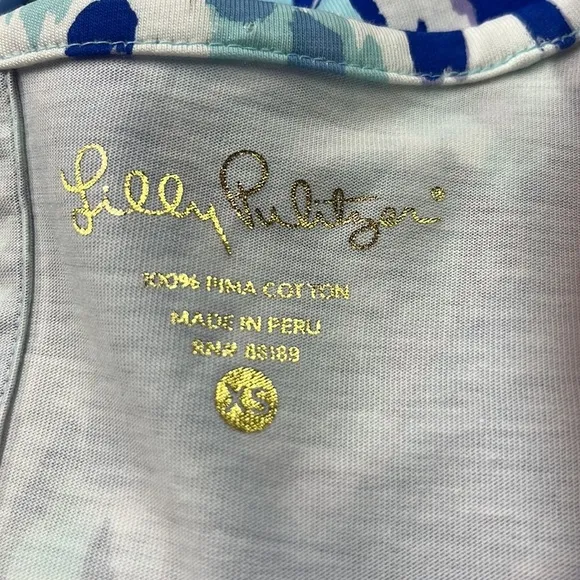 Lilly Pulitzer®
100% PIMA COTTON
MADE IN PERU
RN# 88189
XS